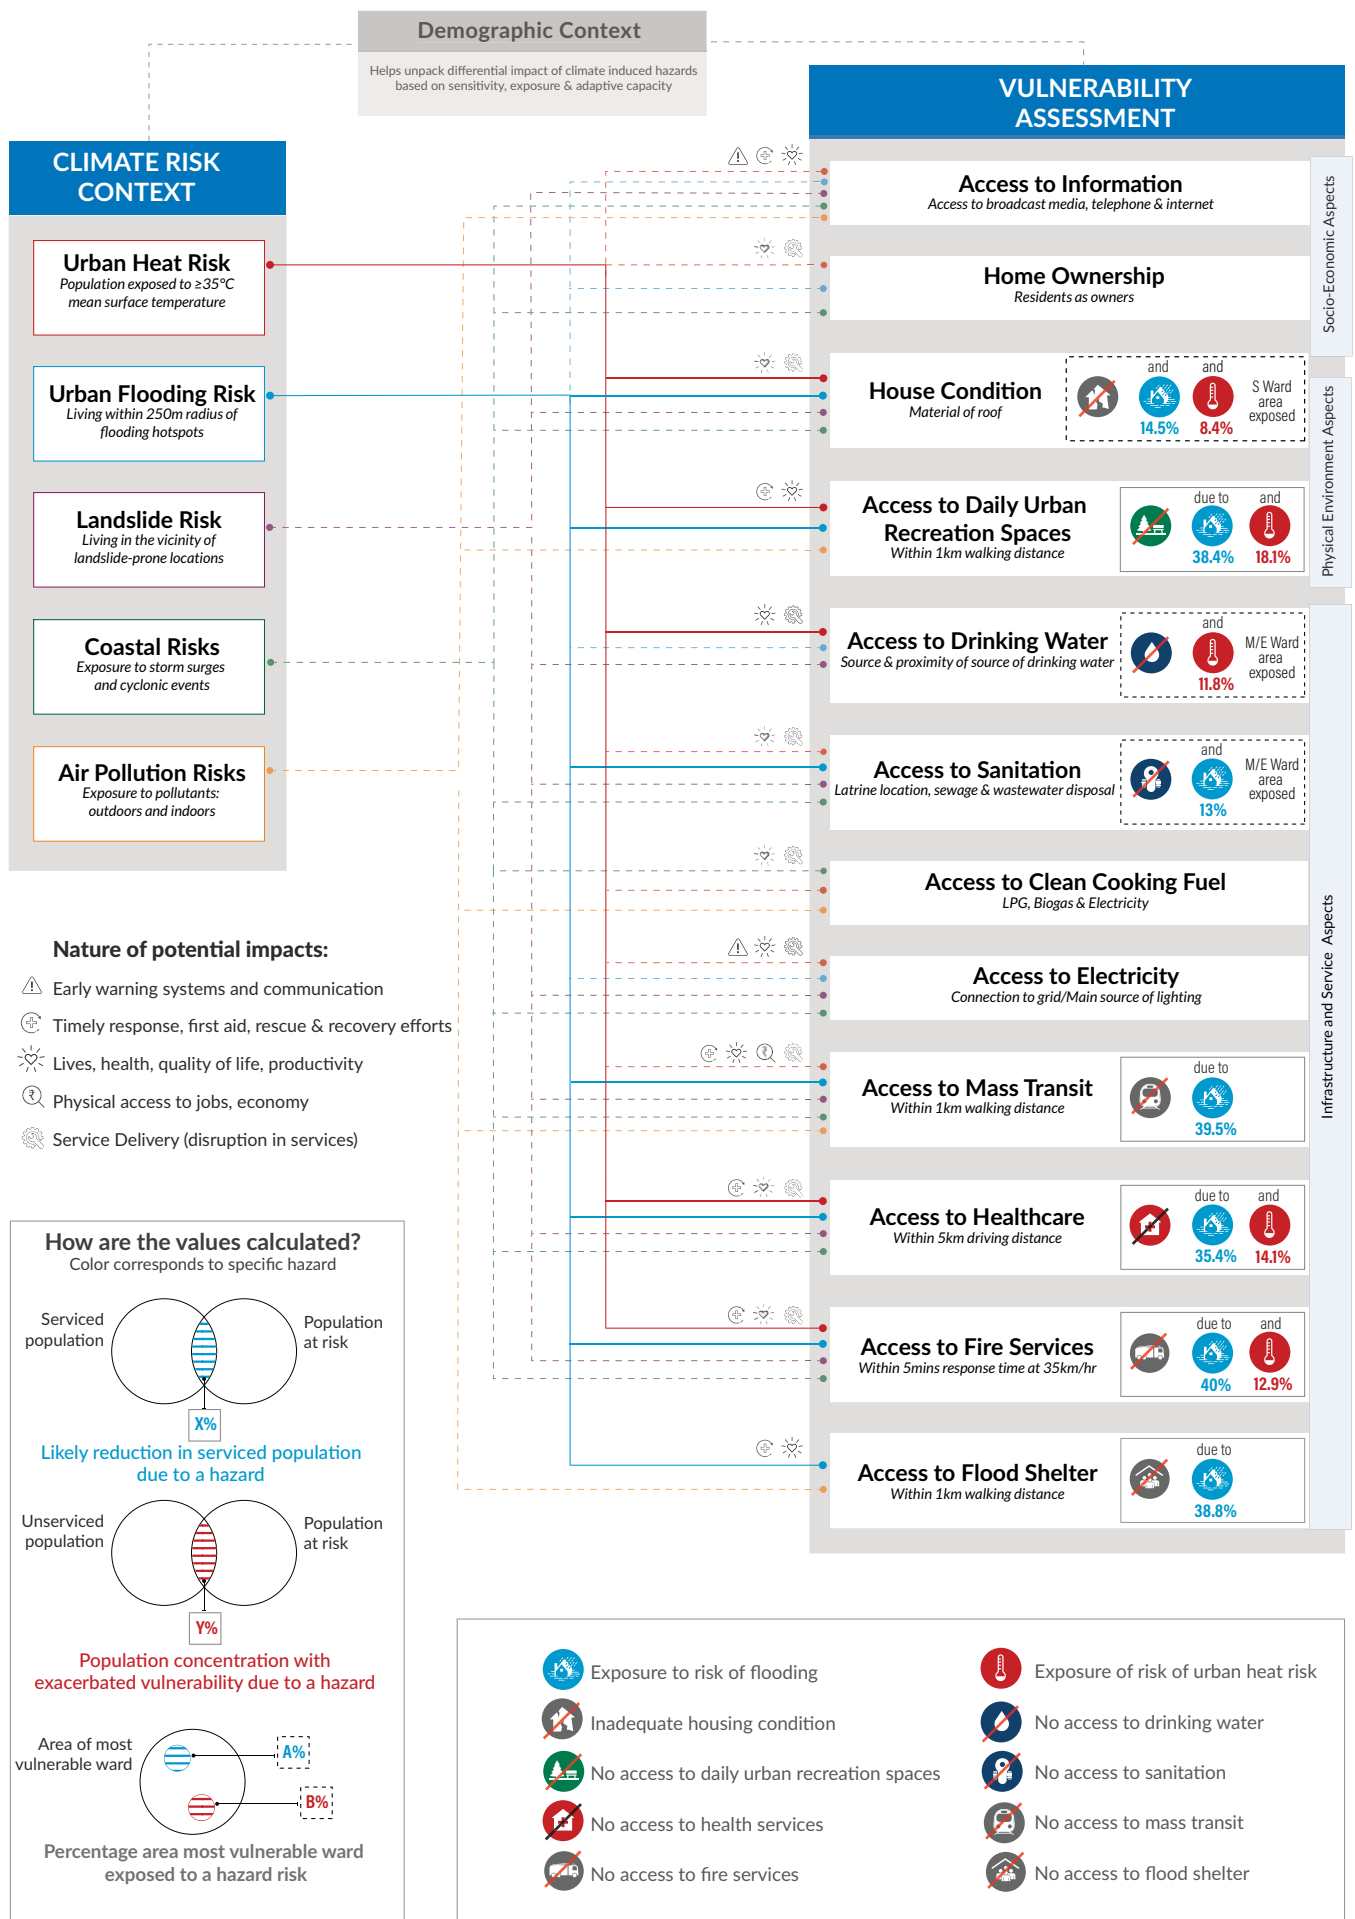 Demographic Context
Helps unpack differential impact of climate induced hazards
based on sensitivity, exposure & adaptive capacity
CLIMATE RISK
CONTEXT
Urban Heat Risk
Population exposed to ≥35°C
mean surface temperature
Urban Flooding Risk
Living within 250m radius of
flooding hotspots
Landslide Risk
Living in the vicinity of
landslide-prone locations
Coastal Risks
Exposure to storm surges
and cyclonic events
Air Pollution Risks
Exposure to pollutants:
outdoors and indoors
VULNERABILITY
ASSESSMENT
Access to Information
Access to broadcast media, telephone & internet
Home Ownership
Residents as owners
Socio-Economic Aspects
House Condition
Material of roof
and
and
14.5%
8.4%
S Ward
area
exposed
Access to Daily Urban
Recreation Spaces
Within 1km walking distance
due to
and
38.4%
18.1%
Physical Environment Aspects
Access to Drinking Water
Source & proximity of source of drinking water
and
11.8%
M/E Ward
area
exposed
Access to Sanitation
Latrine location, sewage & wastewater disposal
and
13%
M/E Ward
area
exposed
Access to Clean Cooking Fuel
LPG, Biogas & Electricity
Access to Electricity
Connection to grid/Main source of lighting
Access to Mass Transit
Within 1km walking distance
due to
39.5%
Access to Healthcare
Within 5km driving distance
due to
and
35.4%
14.1%
Access to Fire Services
Within 5mins response time at 35km/hr
due to
and
40%
12.9%
Access to Flood Shelter
Within 1km walking distance
due to
38.8%
Infrastructure and Service Aspects
Nature of potential impacts:
Early warning systems and communication
Timely response, first aid, rescue & recovery efforts
Lives, health, quality of life, productivity
Physical access to jobs, economy
Service Delivery (disruption in services)
How are the values calculated?
Color corresponds to specific hazard
Serviced
population
Population
at risk
X%
Likely reduction in serviced population
due to a hazard
Unserviced
population
Population
at risk
Y%
Population concentration with
exacerbated vulnerability due to a hazard
Area of most
vulnerable ward
A%
B%
Percentage area most vulnerable ward
exposed to a hazard risk
Exposure to risk of flooding
Inadequate housing condition
No access to daily urban recreation spaces
No access to health services
No access to fire services
Exposure of risk of urban heat risk
No access to drinking water
No access to sanitation
No access to mass transit
No access to flood shelter